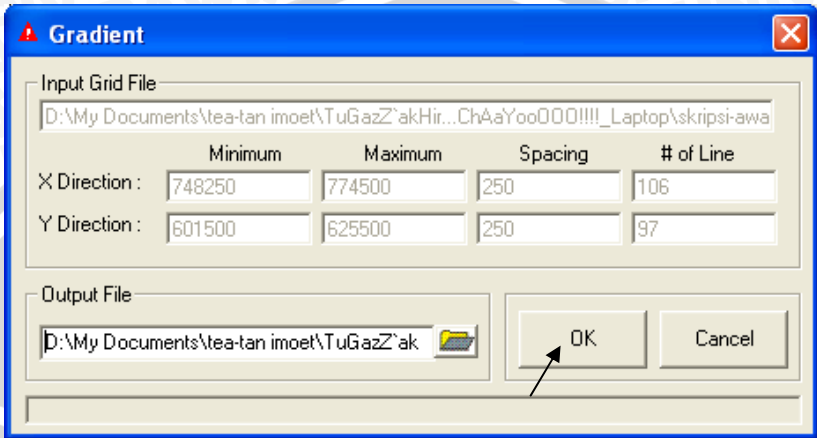 Gradient
Input Grid File
D:\My Documents\tea-tan imoet\TuGazZ`akHir...ChAaYooOOO!!!!_Laptop\skripsi-awa
Minimum Maximum Spacing # of Line
X Direction : 748250 774500 250 106
Y Direction : 601500 625500 250 97
Output File
D:\My Documents\tea-tan imoet\TuGazZ`ak
OK Cancel